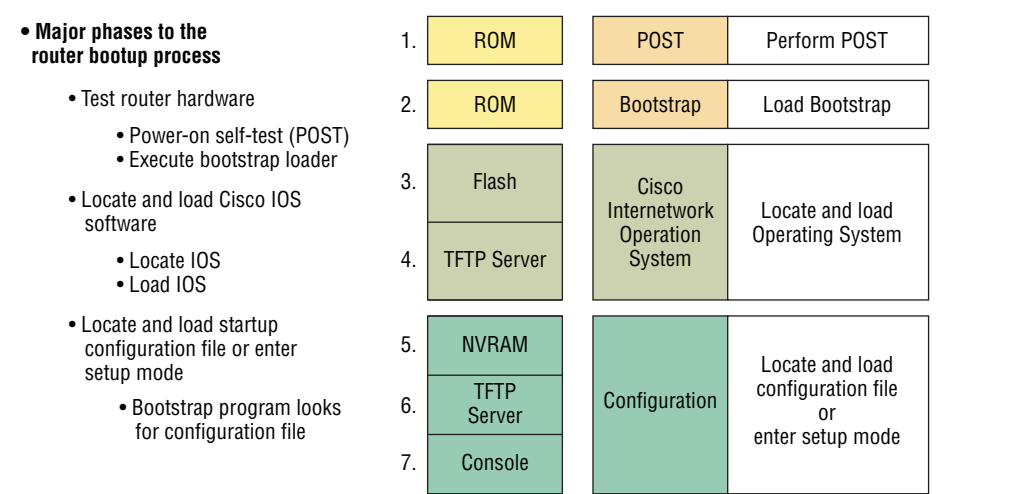 • Major phases to the
router bootup process
• Test router hardware
• Power-on self-test (POST)
• Execute bootstrap loader
• Locate and load Cisco IOS
software
• Locate IOS
• Load IOS
• Locate and load startup
configuration file or enter
setup mode
• Bootstrap program looks
for configuration file
1. ROM POST Perform POST
2. ROM Bootstrap Load Bootstrap
3. Flash
4. TFTP Server
Cisco
Internetwork
Operation
System
Locate and load
Operating System
5. NVRAM
6. TFTP
Server
7. Console
Configuration
Locate and load
configuration file
or
enter setup mode